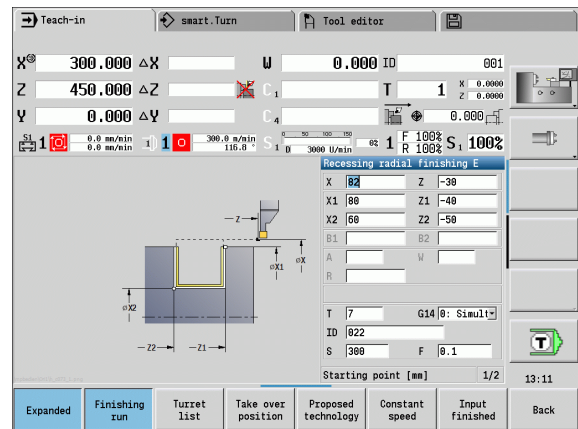 Teach-in
smart.Turn
Tool editor
X 300.000 △X W 0.000 ID 001
Z 450.000 △Z C 1 T 1 X 0.0000
Z 0.0000
Y 0.000 △Y C 4 0.000
S1 1 0.0 mm/min
0.0 mm/min 1 1 300.0 m/min
116.8 ° S 1 0 50 100 150
D 3000 U/min 0% 1 F 100%
R 100% S 1 100%
Recessing radial finishing E
X 82 Z -30
X1 80 Z1 -40
X2 60 Z2 -50
B1 B2
A W
R
T 7 G14 0: Simult
ID 022
S 300 F 0.1
Starting point [mm] 1/2
Z
øX1
øX
øX2
Z2
Z1
T
13:11
Expanded
Finishing run
Turret list
Take over position
Proposed technology
Constant speed
Input finished
Back